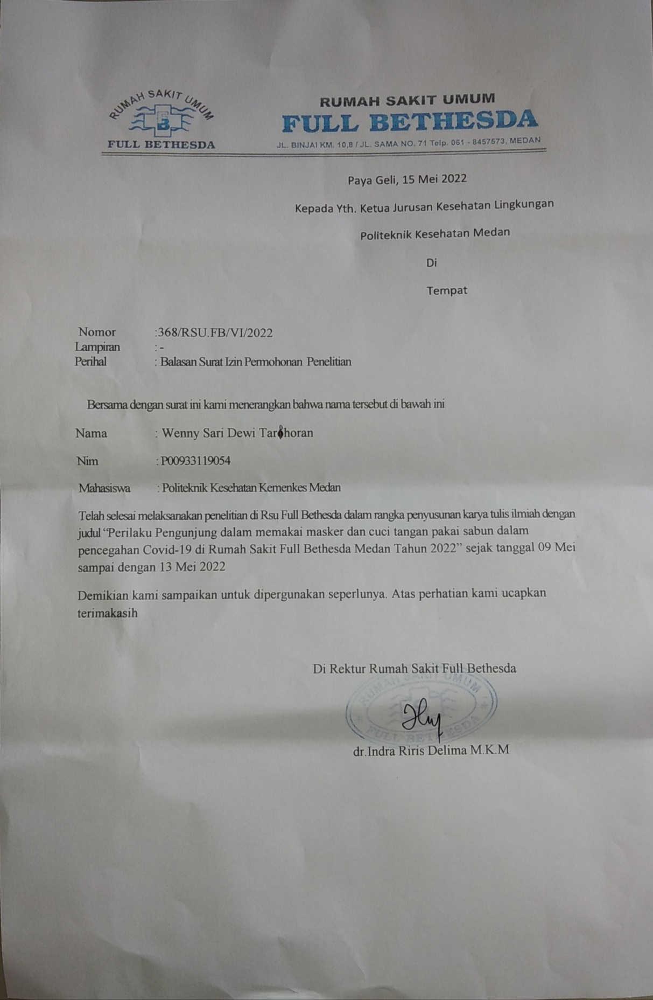 RUMAH SAKIT UMUM
FB
FULL BETHESDA
RUMAH SAKIT UMUM
FULL BETHESDA
JL. BINJAI KM. 10,8 / JL. SAMA NO. 71 Telp. 061 - 8457573, MEDAN
Paya Geli, 15 Mei 2022
Kepada Yth. Ketua Jurusan Kesehatan Lingkungan
Politeknik Kesehatan Medan
Di
Tempat
Nomor :368/RSU.FB/VI/2022
Lampiran : -
Perihal : Balasan Surat Izin Permohonan Penelitian
Bersama dengan surat ini kami menerangkan bahwa nama tersebut di bawah ini
Nama : Wenny Sari Dewi
Nim : P00933119054
Mahasiswa : Politeknik Kesehatan Kemenkes Medan
Telah selesai melaksanakan penelitian di Rsu Full Bethesda dalam rangka penyusunan karya tulis ilmiah dengan
judul “Perilaku Pengunjung dalam memakai masker dan cuci tangan pakai sabun dalam
pencegahan Covid-19 di Rumah Sakit Full Bethesda Medan Tahun 2022” sejak tanggal 09 Mei
sampai dengan 13 Mei 2022
Demikian kami sampaikan untuk dipergunakan seperlunya. Atas perhatian kami ucapkan
terimakasih
Di Rektur Rumah Sakit Full Bethesda
RUMAH SAKIT UMUM
FULL BETHESDA
dr.Indra Riris Delima M.K.M